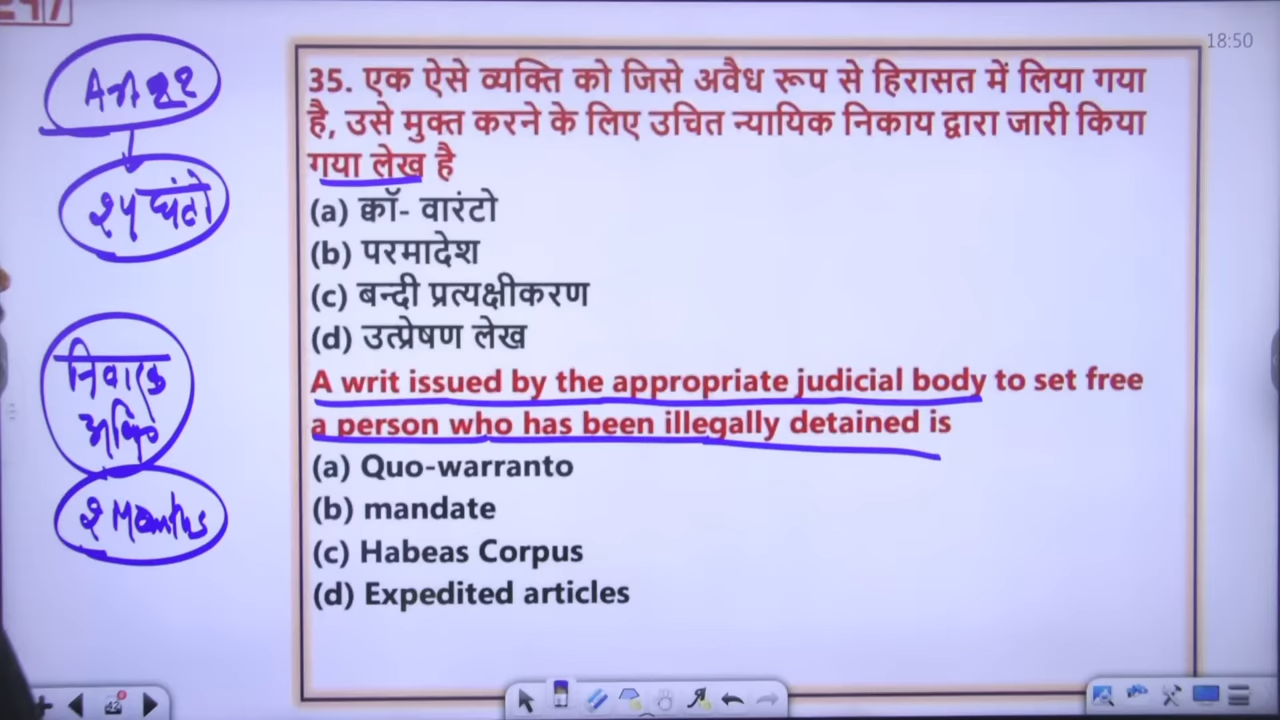 18:50
Art 22
२४ घंटो
निवारक
2 Months
35. एक ऐसे व्यक्ति को जिसे अवैध रूप से हिरासत में लिया गया
है, उसे मुक्त करने के लिए उचित न्यायिक निकाय द्वारा जारी किया
गया लेख है
(a) क्वॉ- वारंटो
(b) परमादेश
(c) बन्दी प्रत्यक्षीकरण
(d) उत्प्रेषण लेख
A writ issued by the appropriate judicial body to set free
a person who has been illegally detained is
(a) Quo-warranto
(b) mandate
(c) Habeas Corpus
(d) Expedited articles
42